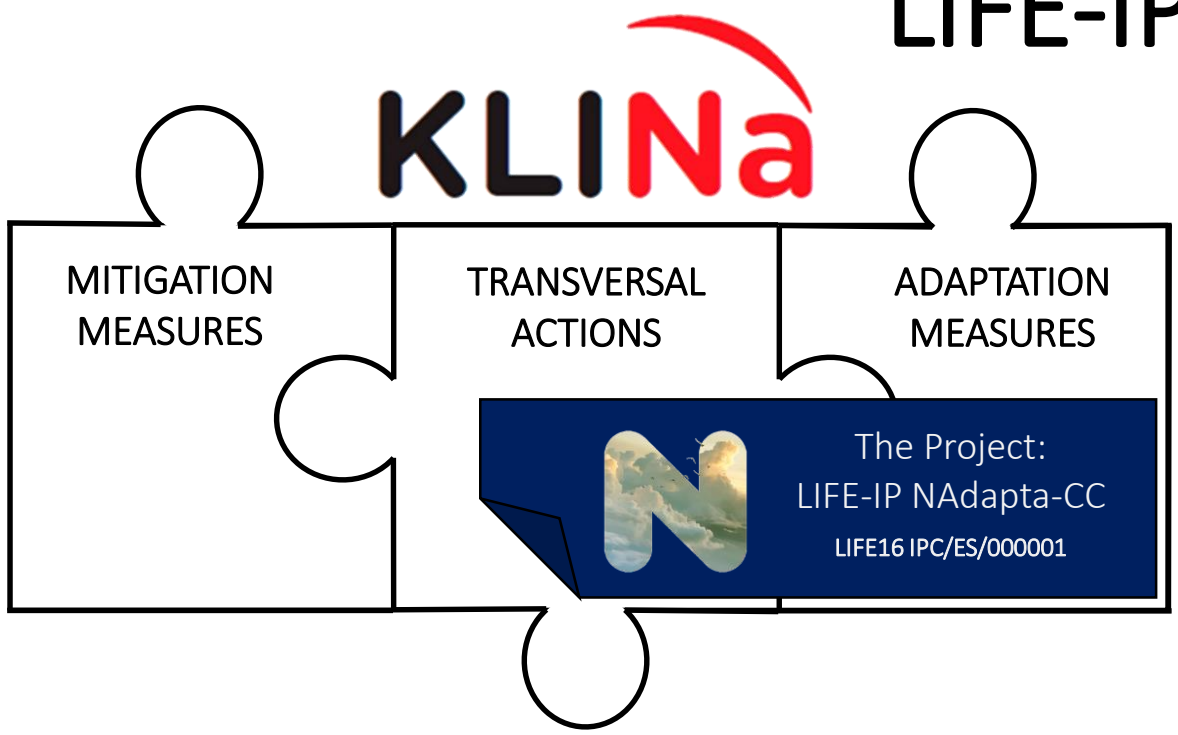 LIFE-IP
KLINa
MITIGATION
MEASURES
TRANSVERSAL
ACTIONS
ADAPTATION
MEASURES
N
The Project:
LIFE-IP NAdapta-CC
LIFE16 IPC/ES/000001